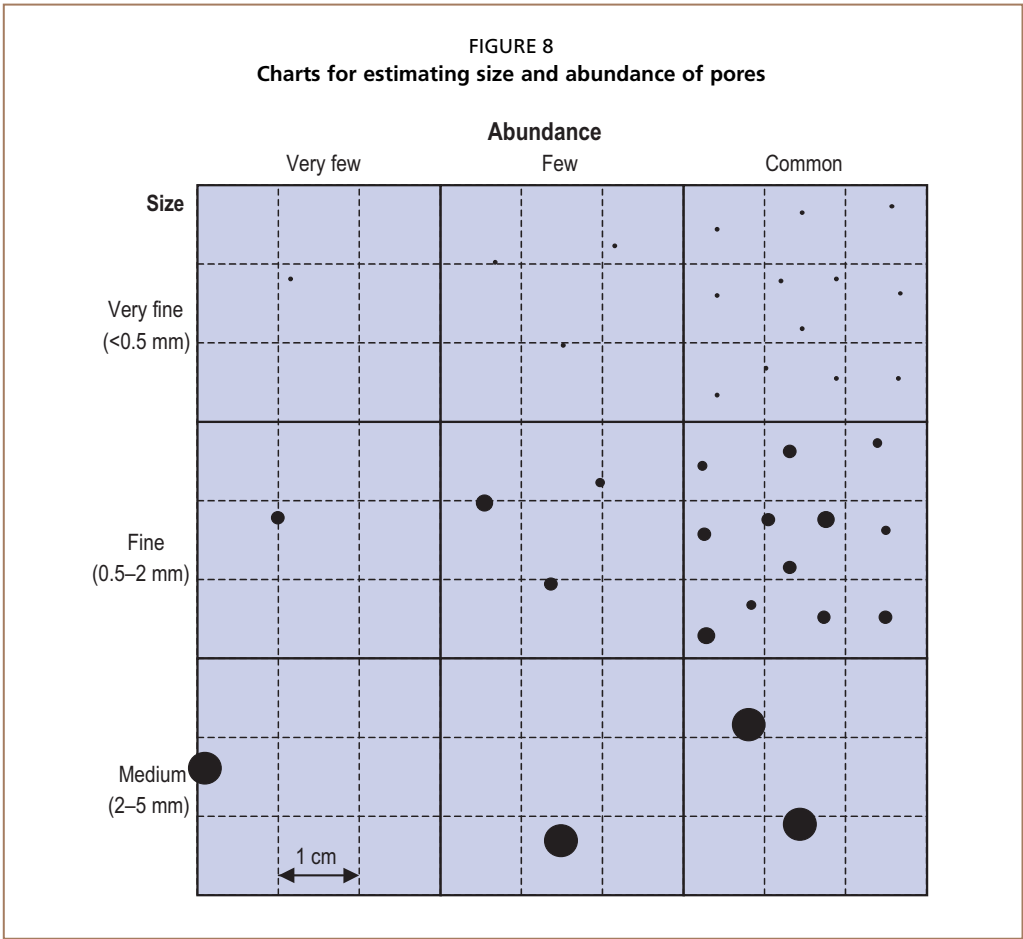 FIGURE 8
Charts for estimating size and abundance of pores
Abundance
Very few Few Common
Size
Very fine
(<0.5 mm)
Fine
(0.5–2 mm)
Medium
(2–5 mm)
1 cm